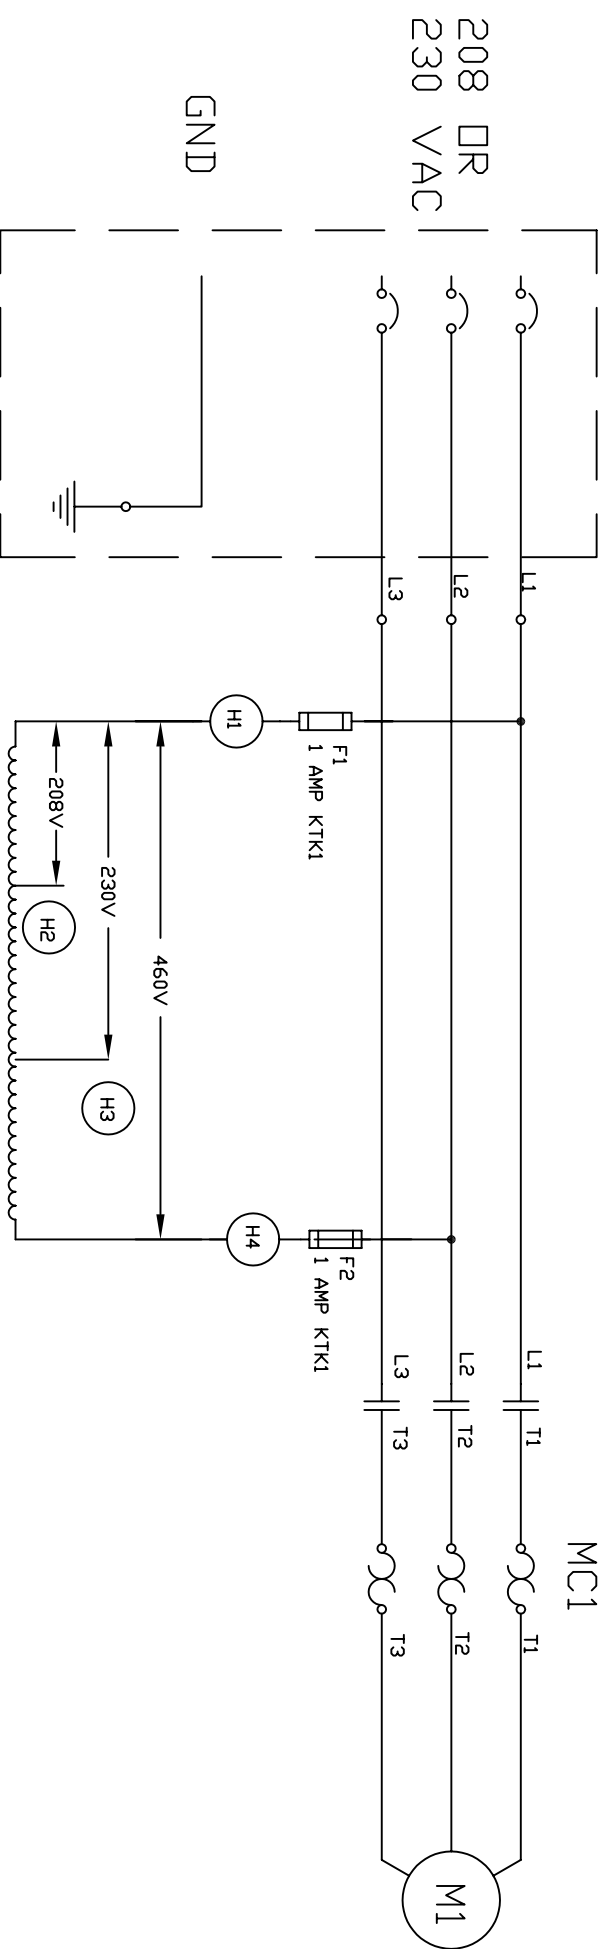 208 OR
230 VAC
GND
L1
L2
L3
H1
F1
1 AMP KTK1
208V
H2
230V
H3
460V
H4
F2
1 AMP KTK1
L1
L2
L3
T1
T2
T3
MC1
T1
T2
T3
M1